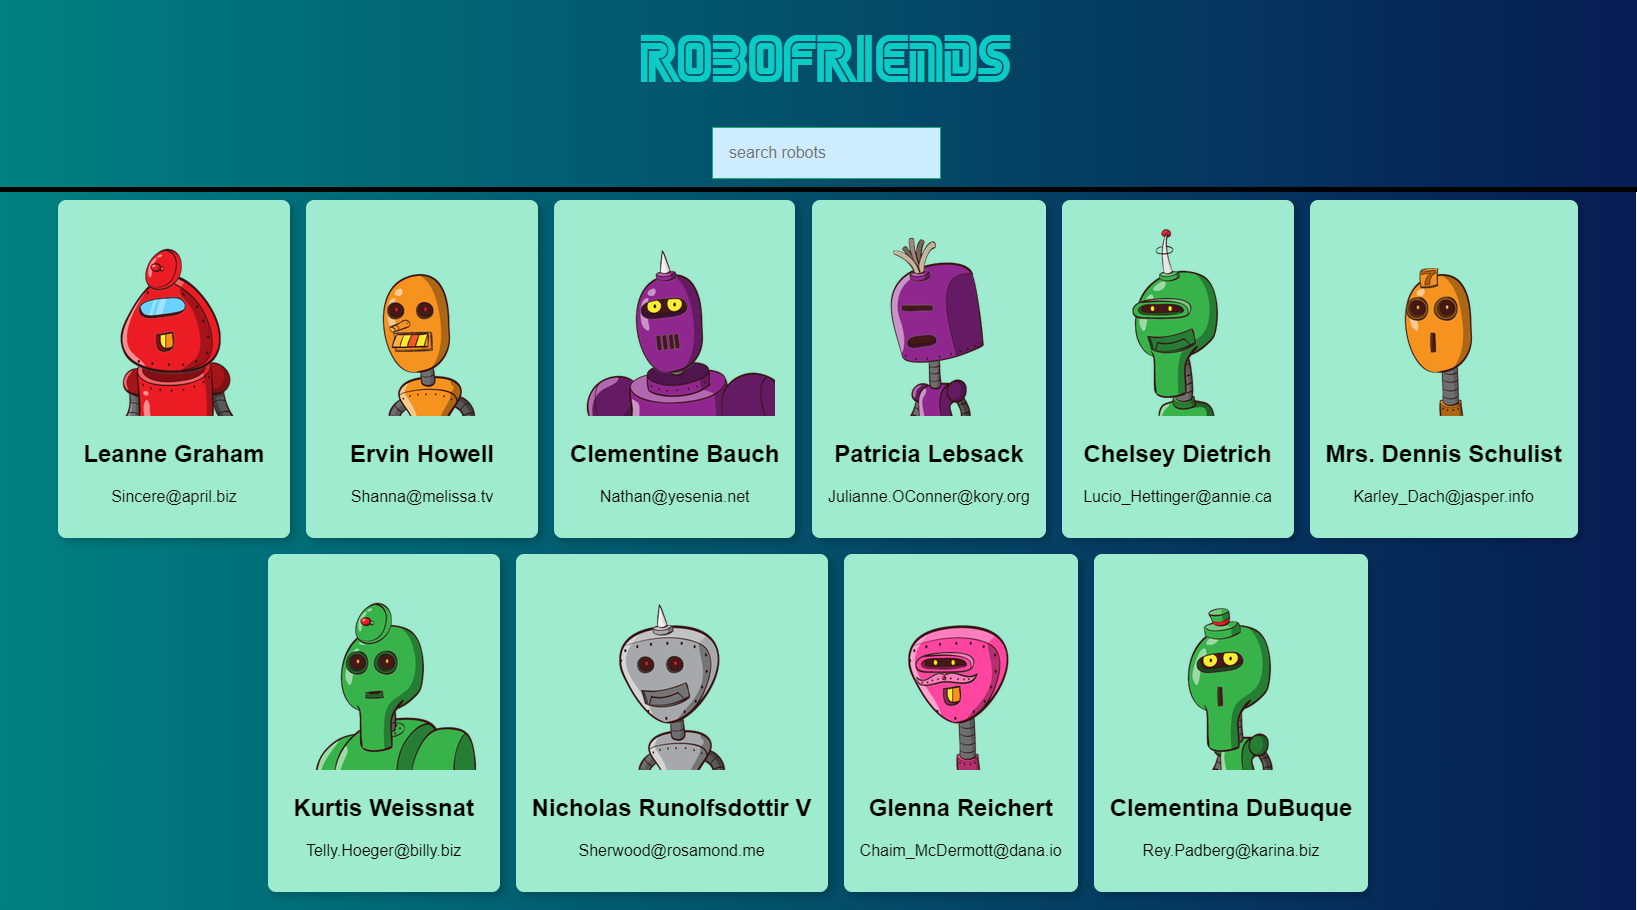 ROBOFRIENDS
search robots
7
Leanne Graham
Sincere@april.biz
Ervin Howell
Shanna@melissa.tv
Clementine Bauch
Nathan@yesenia.net
Patricia Lebsack
Julianne.OConner@kory.org
Chelsey Dietrich
Lucio_Hettinger@annie.ca
Mrs. Dennis Schulist
Karley_Dach@jasper.info
Kurtis Weissnat
Telly.Hoeger@billy.biz
Nicholas Runolfsdottir V
Sherwood@rosamond.me
Glenna Reichert
Chaim_McDermott@dana.io
Clementina DuBuque
Rey.Padberg@karina.biz